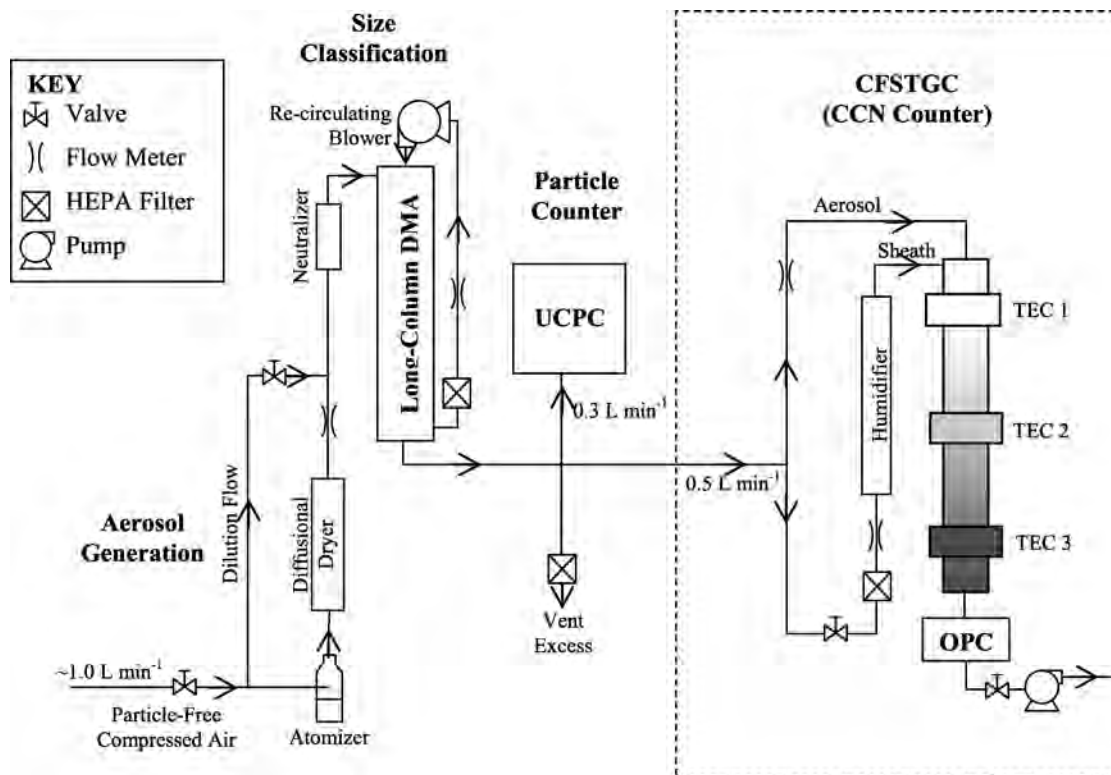 Size
Classification
KEY
Valve
Flow Meter
HEPA Filter
Pump
Re-circulating
Blower
Neutralizer
Long-Column DMA
Particle
Counter
UCPC
0.3 L min⁻¹
CFSTGC
(CCN Counter)
Aerosol
Sheath
Humidifier
TEC 1
TEC 2
TEC 3
0.5 L min⁻¹
OPC
Aerosol
Generation
Dilution Flow
Diffusional
Dryer
Vent
Excess
~1.0 L min⁻¹
Particle-Free
Compressed Air
Atomizer